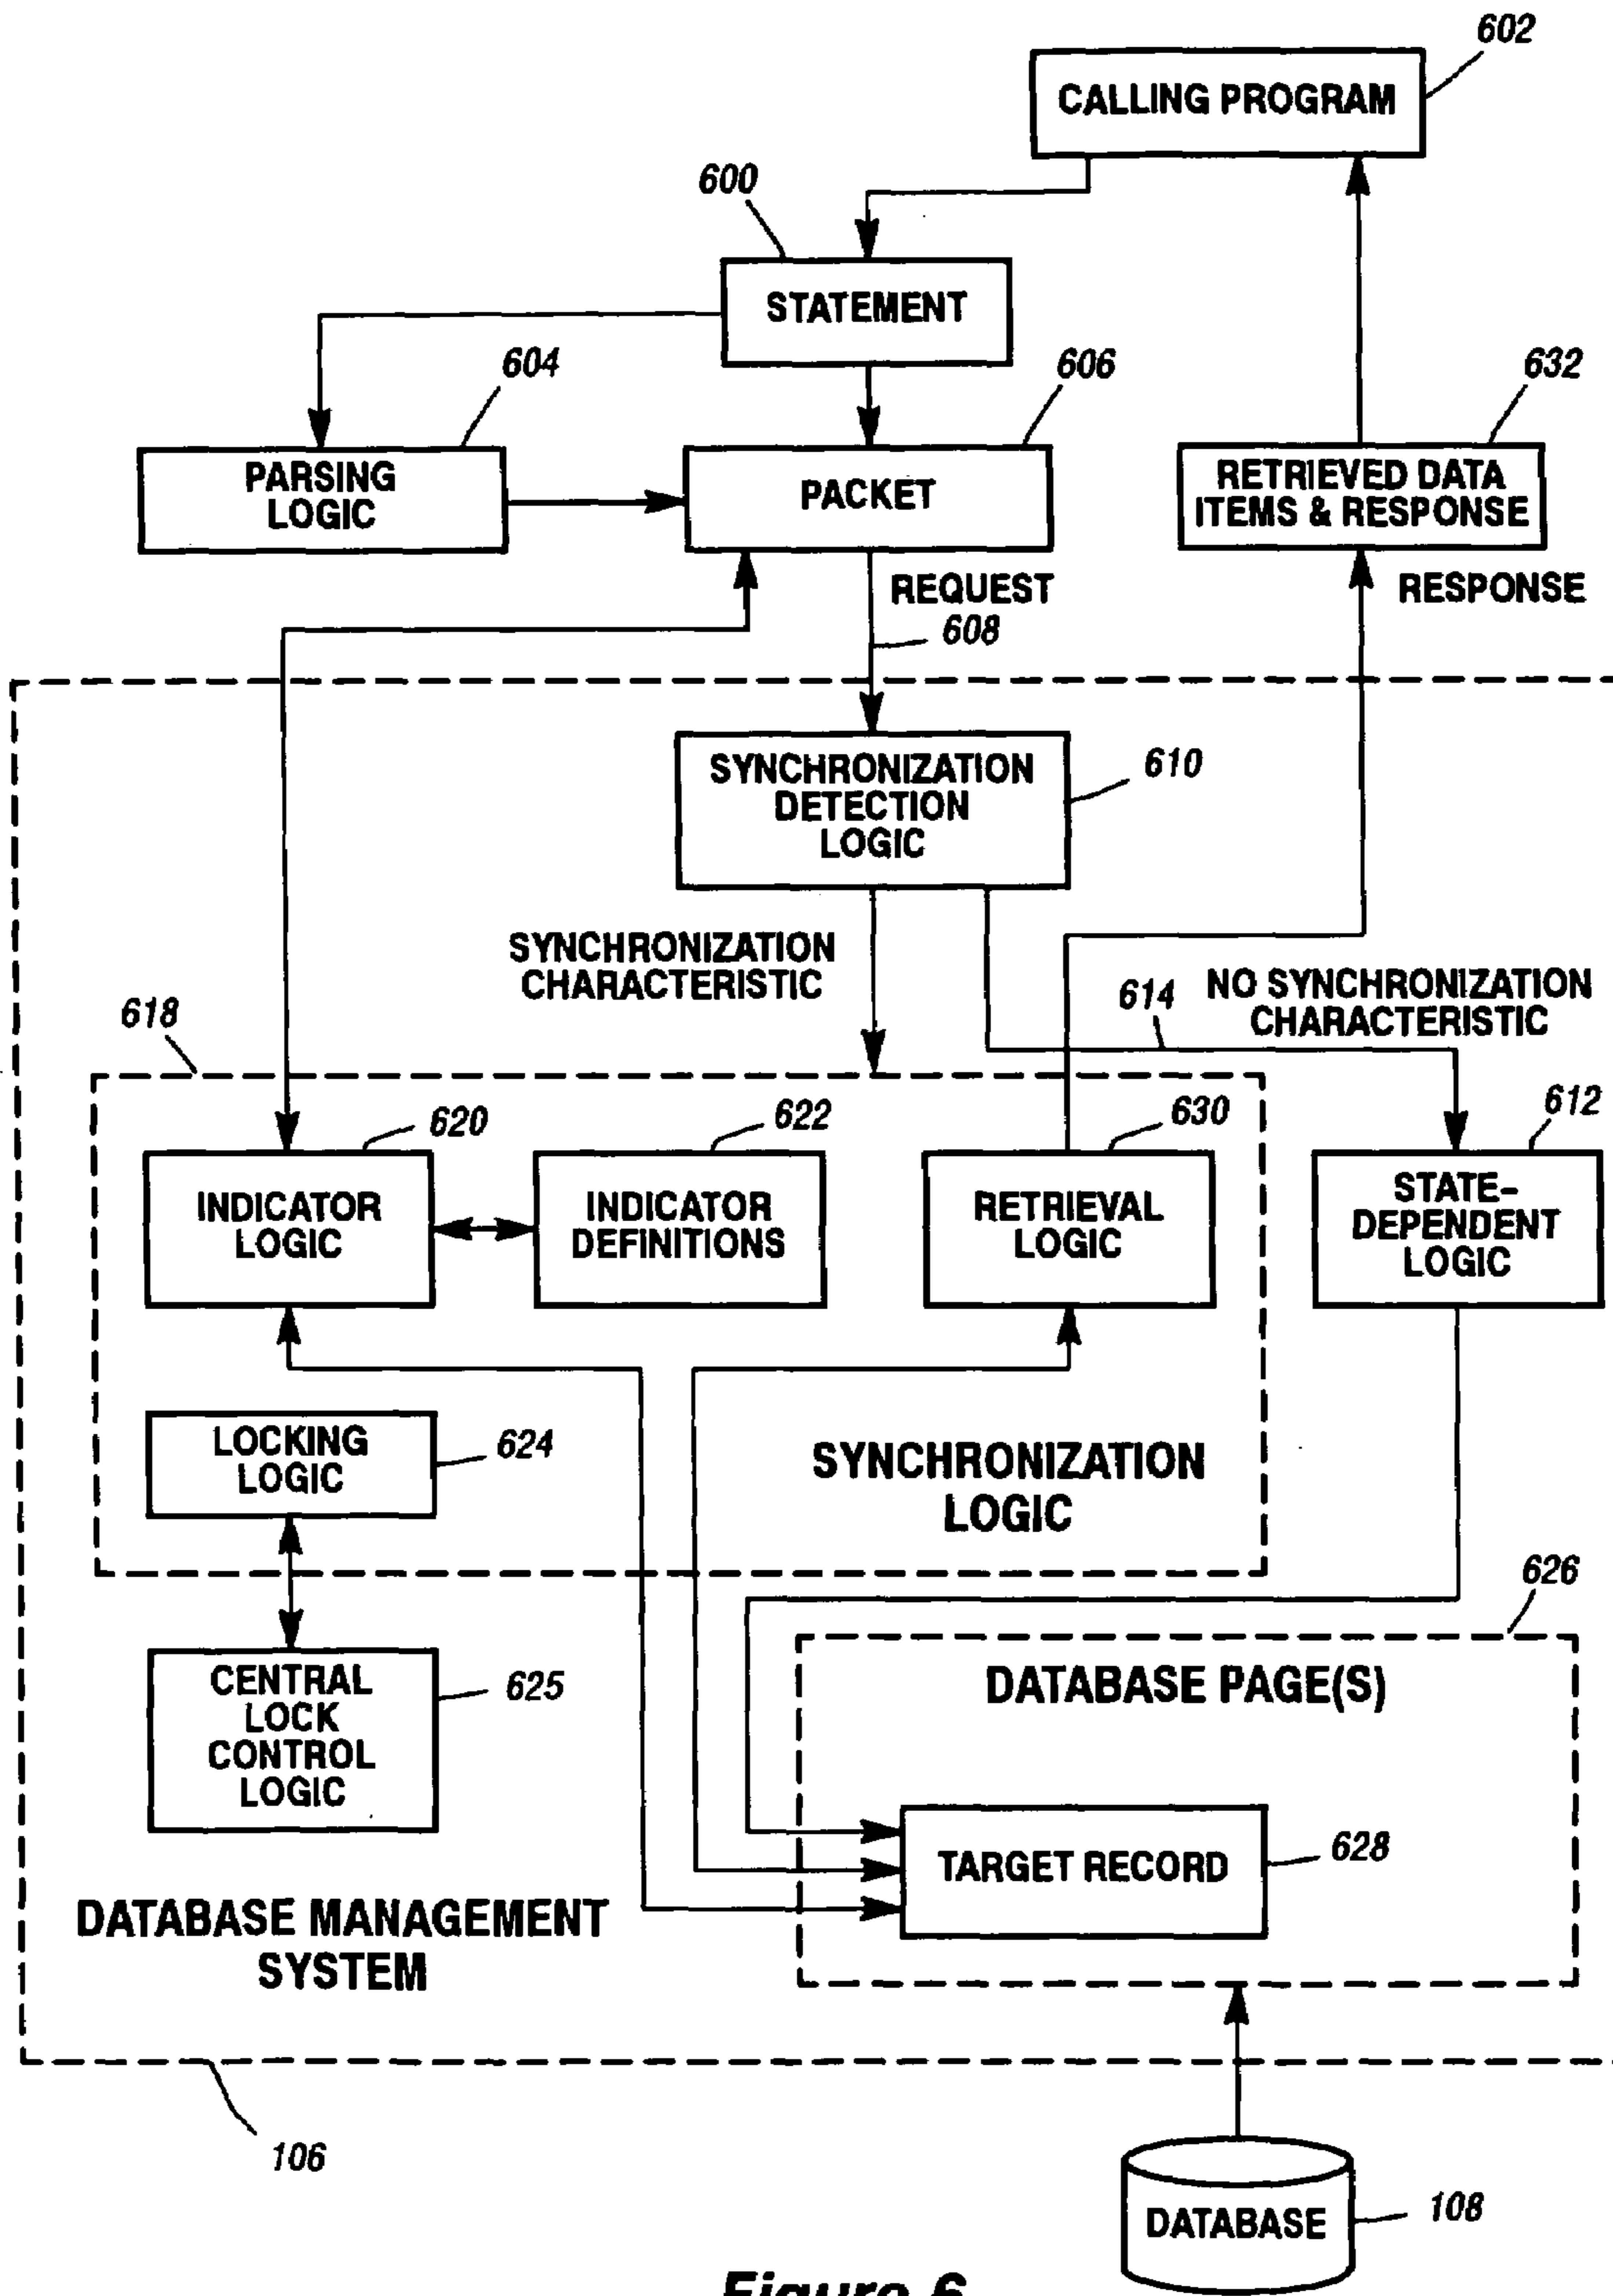 602
CALLING PROGRAM
600
STATEMENT
604
606
632
PARSING
LOGIC
PACKET
RETRIEVED DATA
ITEMS & RESPONSE
REQUEST
608
RESPONSE
SYNCHRONIZATION
DETECTION
LOGIC
610
SYNCHRONIZATION
CHARACTERISTIC
614
NO SYNCHRONIZATION
CHARACTERISTIC
618
620
622
630
612
INDICATOR
LOGIC
INDICATOR
DEFINITIONS
RETRIEVAL
LOGIC
STATE-
DEPENDENT
LOGIC
LOCKING
LOGIC
624
SYNCHRONIZATION
LOGIC
626
CENTRAL
LOCK
CONTROL
LOGIC
625
DATABASE PAGE(S)
TARGET RECORD
628
DATABASE MANAGEMENT
SYSTEM
106
DATABASE
108
Figure 6